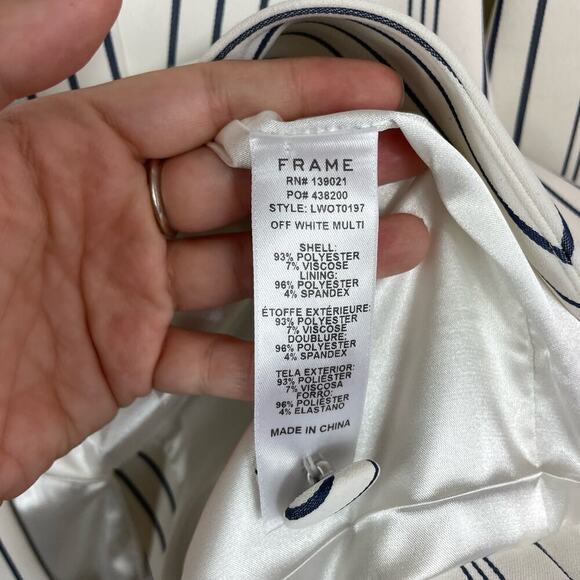 FRAME
RN# 139021
PO# 438200
STYLE: LWOT0197
OFF WHITE MULTI
SHELL:
93% POLYESTER
7% VISCOSE
LINING:
96% POLYESTER
4% SPANDEX
ÉTOFFE EXTÉRIEURE:
93% POLYESTER
7% VISCOSE
DOUBLURE:
96% POLYESTER
4% SPANDEX
TELA EXTERIOR:
93% POLIÉSTER
7% VISCOSA
FORRO:
96% POLIÉSTER
4% ELASTANO
MADE IN CHINA